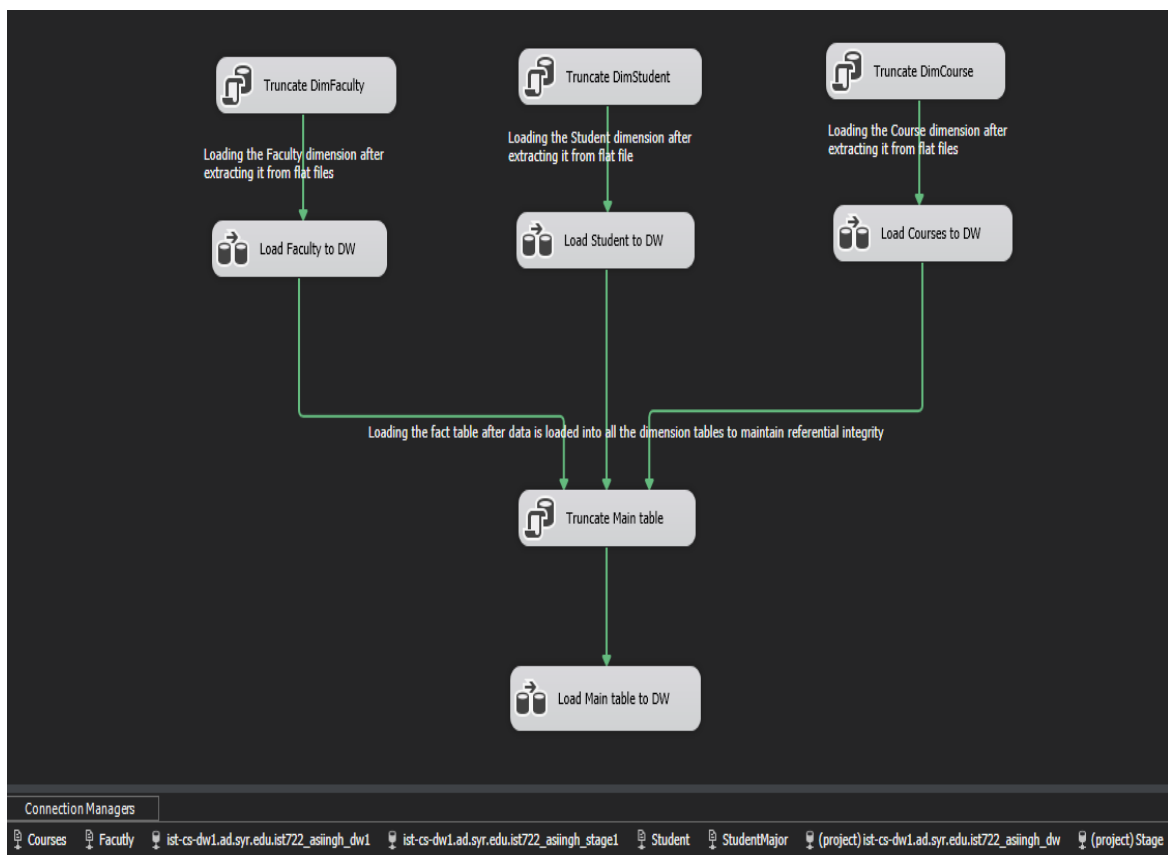 Truncate DimFaculty
Truncate DimStudent
Truncate DimCourse
Loading the Faculty dimension after
extracting it from flat files
Loading the Student dimension after
extracting it from flat file
Loading the Course dimension after
extracting it from flat files
Load Faculty to DW
Load Student to DW
Load Courses to DW
Loading the fact table after data is loaded into all the dimension tables to maintain referential integrity
Truncate Main table
Load Main table to DW
Connection Managers
Courses Facutly ist-cs-dw1.ad.syr.edu.ist722_asiingh_dw1 ist-cs-dw1.ad.syr.edu.ist722_asiingh_stage1 Student StudentMajor (project) ist-cs-dw1.ad.syr.edu.ist722_asiingh_dw (project) Stage